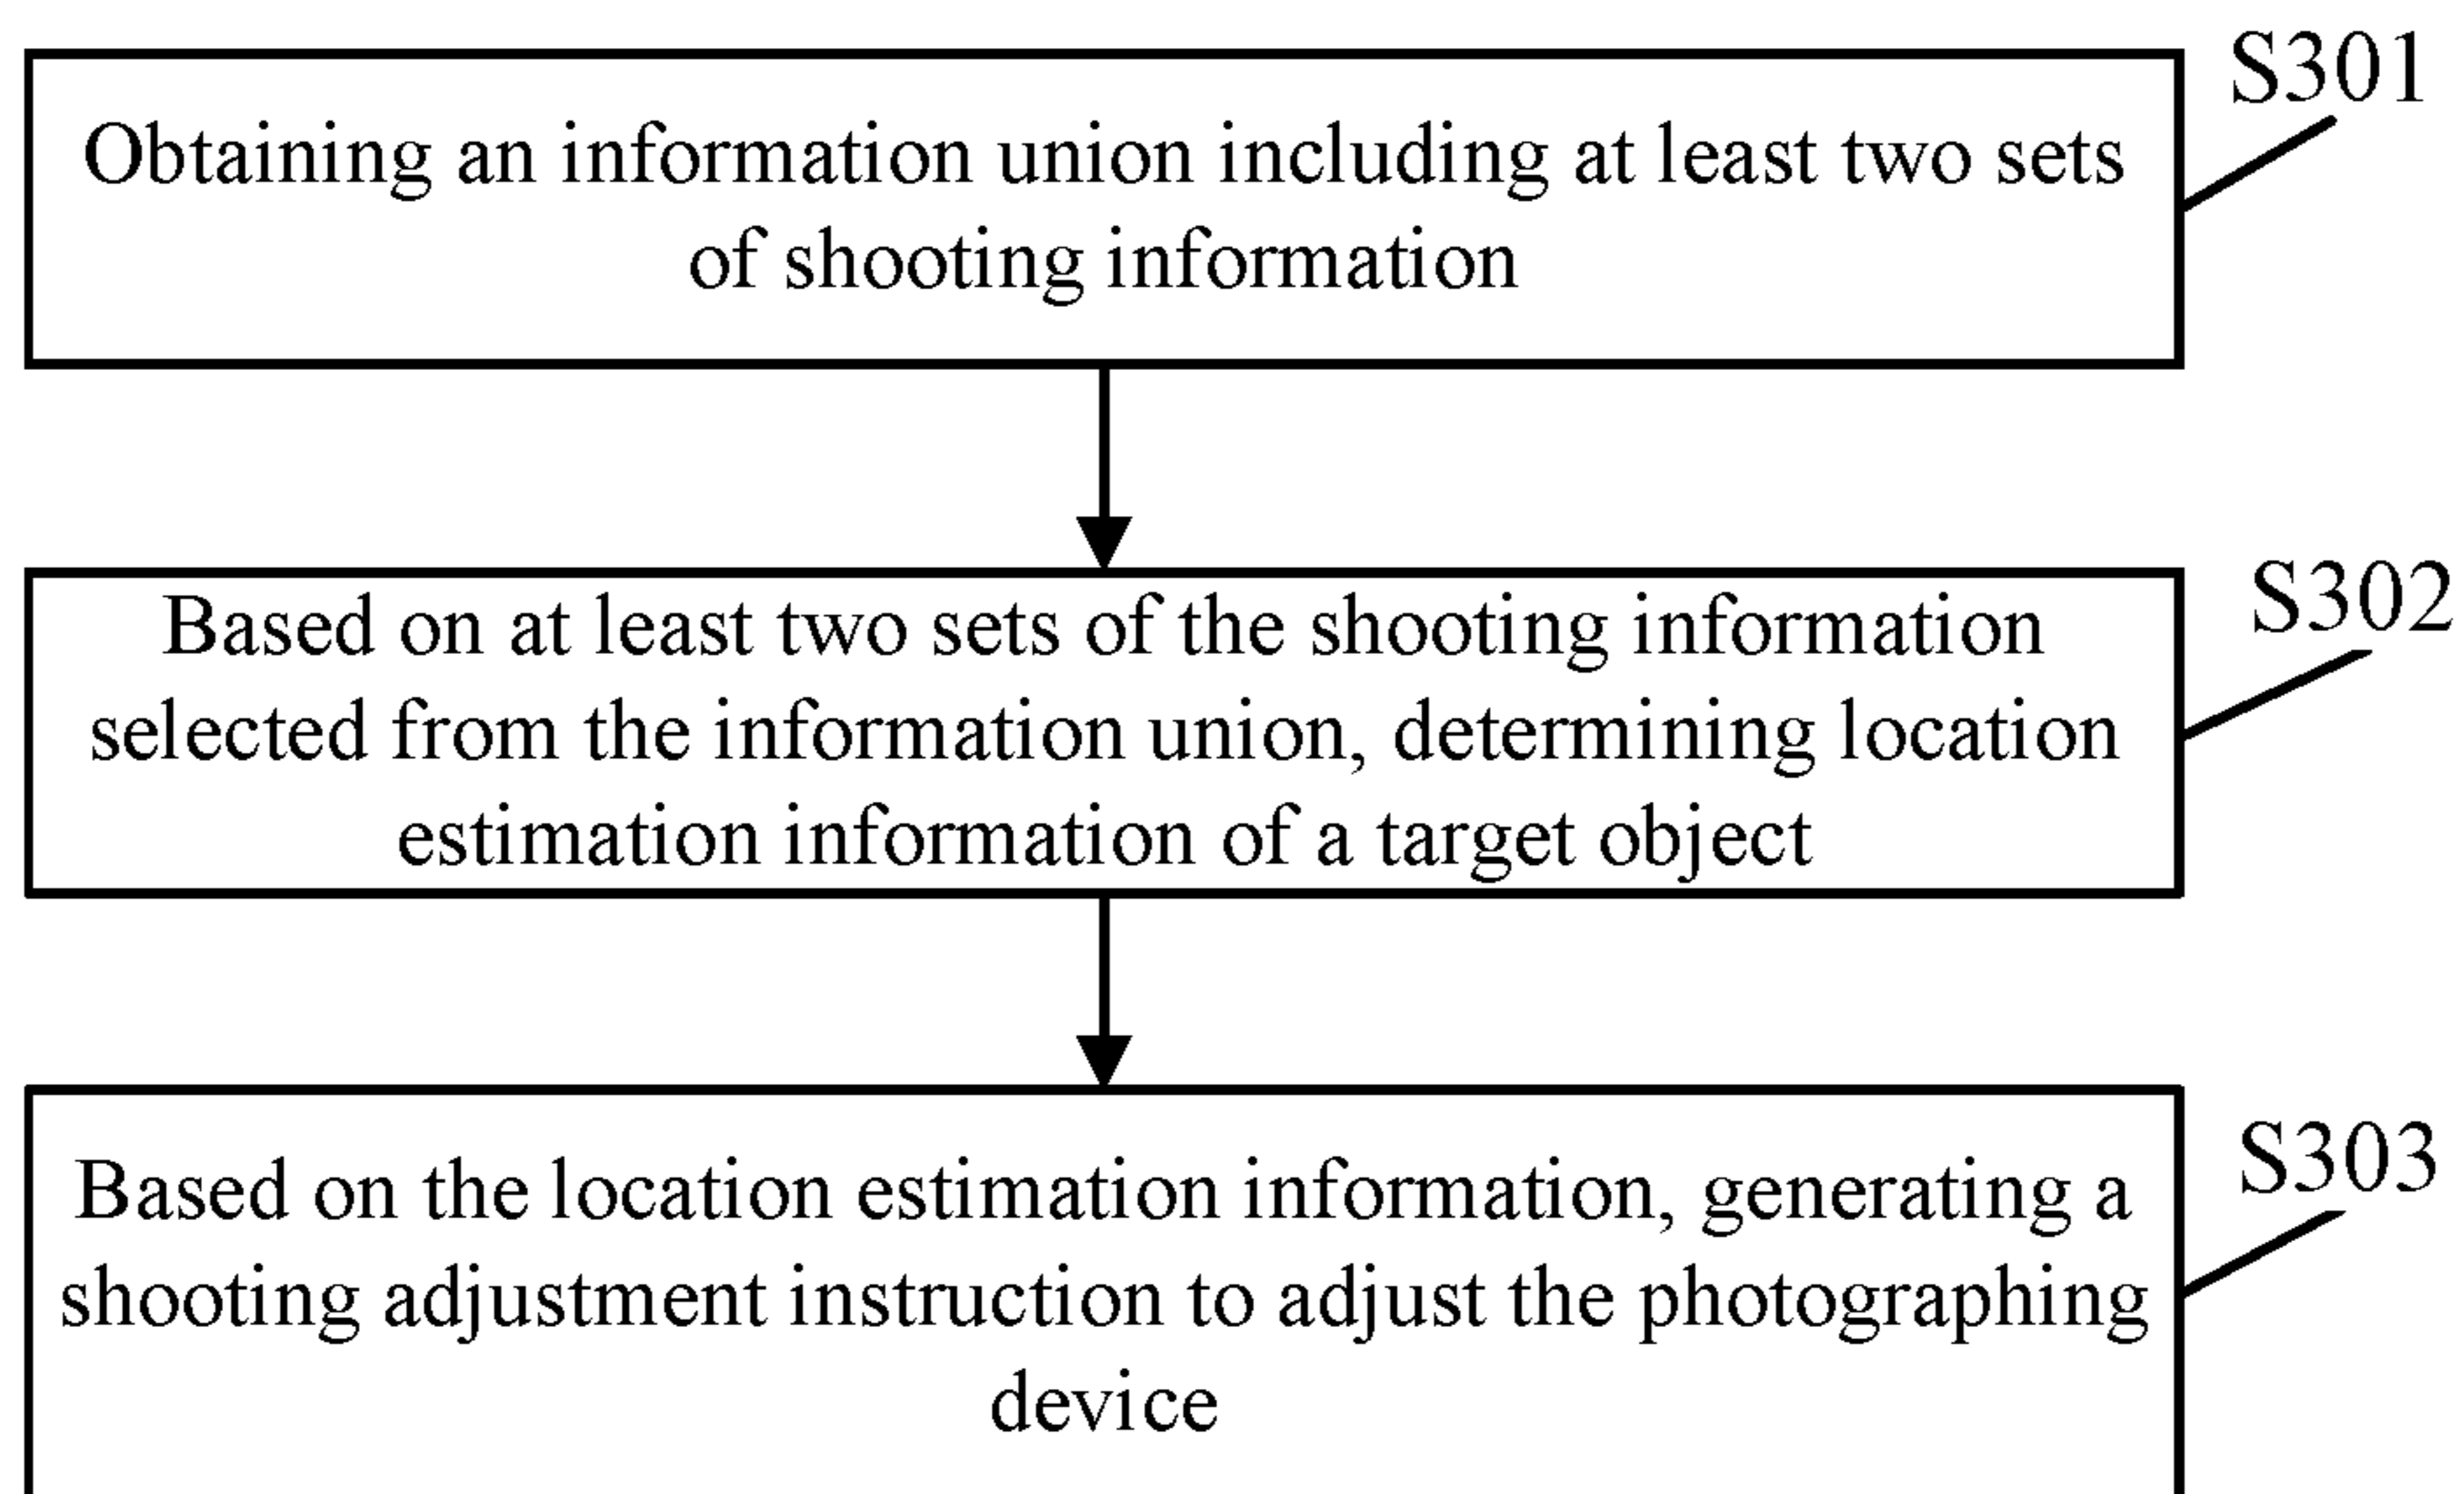 S301
Obtaining an information union including at least two sets
of shooting information
S302
Based on at least two sets of the shooting information
selected from the information union, determining location
estimation information of a target object
S303
Based on the location estimation information, generating a
shooting adjustment instruction to adjust the photographing
device